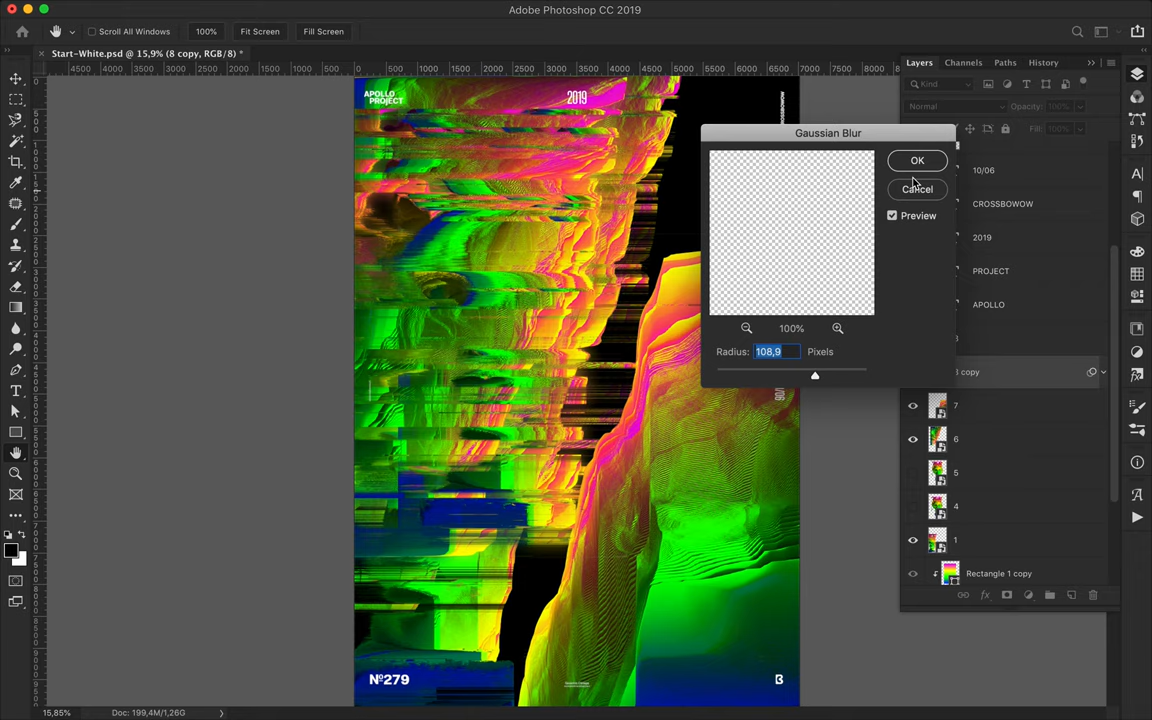 Adobe Photoshop CC 2019
Scroll All Windows
100%
Fit Screen
Fill Screen
Start-White.psd @ 15,9% (8 copy, RGB/8) *
4500 4000 3500 3000 2500 2000 1500 1000 500 0 500 1000 1500 2000 2500 3000 3500 4000 4500 5000 5500 6000 6500 7000 7500 8000
Layers Channels Paths History
Kind
Normal
Opacity: 100%
Fill: 100%
APOLLO
PROJECT
2019
Gaussian Blur
OK
Cancel
Preview
100%
Radius: 108,9 Pixels
10/06
CROSSBOWOW
2019
PROJECT
APOLLO
8 copy
7
6
5
4
1
Rectangle 1 copy
Nº279
15,85%
Doc: 199,4M/1,26G